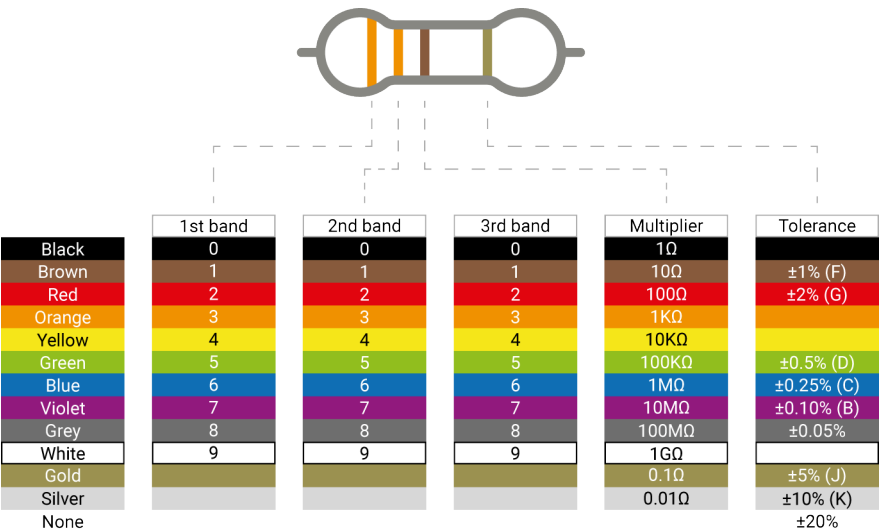 1st band 2nd band 3rd band Multiplier Tolerance
Black 0 0 0 1Ω
Brown 1 1 1 10Ω ±1% (F)
Red 2 2 2 100Ω ±2% (G)
Orange 3 3 3 1KΩ
Yellow 4 4 4 10KΩ
Green 5 5 5 100KΩ ±0.5% (D)
Blue 6 6 6 1MΩ ±0.25% (C)
Violet 7 7 7 10MΩ ±0.10% (B)
Grey 8 8 8 100MΩ ±0.05%
White 9 9 9 1GΩ
Gold 0.1Ω ±5% (J)
Silver 0.01Ω ±10% (K)
None ±20%